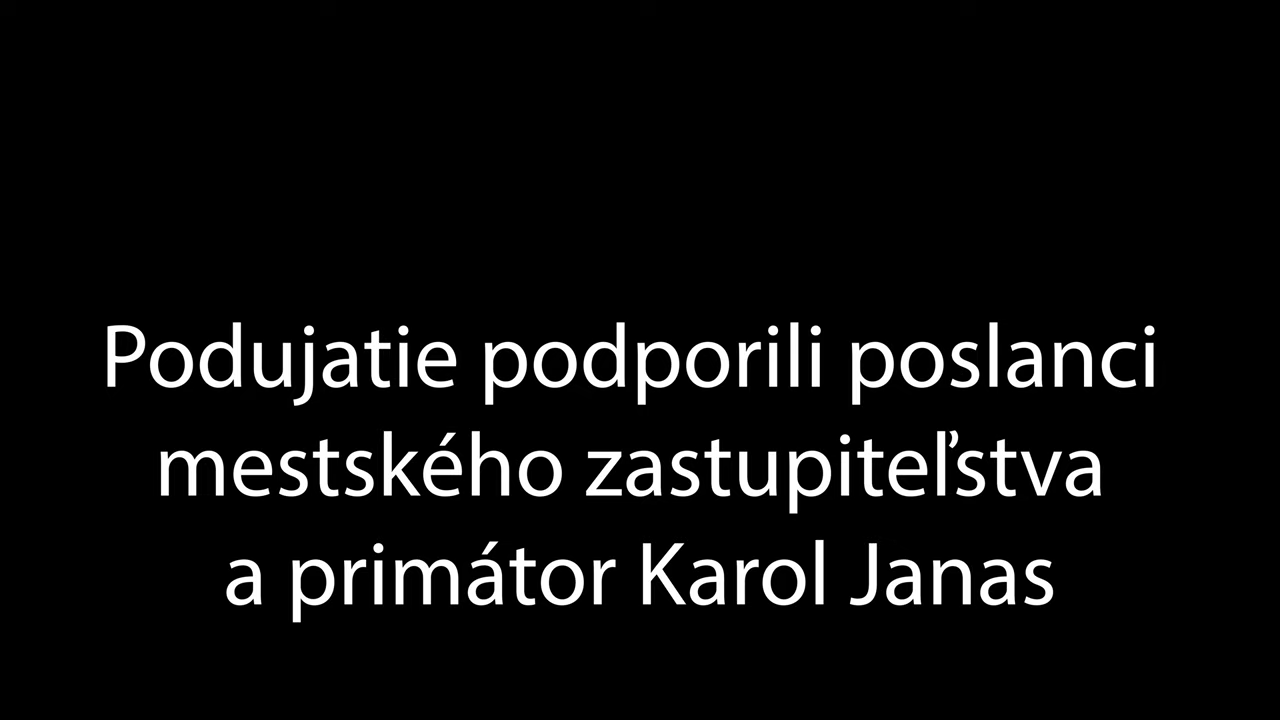 Podujatie podporili poslanci
mestského zastupiteľstva
a primátor Karol Janas